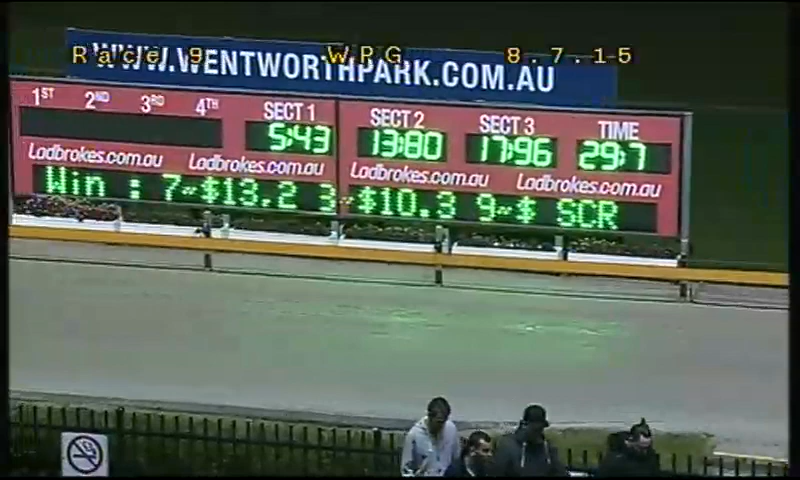 Race 9 WPG 8.7.15
WWW.WENTWORTHPARK.COM.AU
1ST 2ND 3RD 4TH SECT 1 SECT 2 SECT 3 TIME
5:43 13:80 17:96 29:7
Ladbrokes.com.au Ladbrokes.com.au Ladbrokes.com.au Ladbrokes.com.au
Win : 7~$13.2 3~$10.3 9~$ SCR